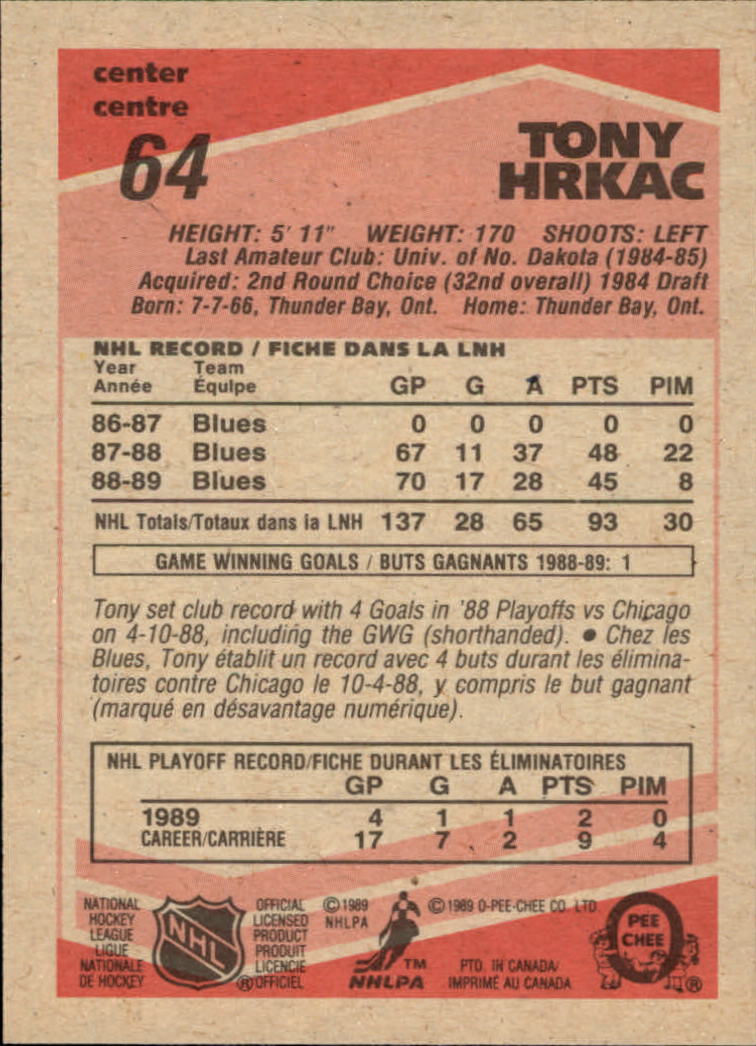 center
centre
64
TONY
HRKAC
HEIGHT: 5' 11" WEIGHT: 170 SHOOTS: LEFT
Last Amateur Club: Univ. of No. Dakota (1984-85)
Acquired: 2nd Round Choice (32nd overall) 1984 Draft
Born: 7-7-66, Thunder Bay, Ont. Home: Thunder Bay, Ont.
NHL RECORD / FICHE DANS LA LNH
Year Team
Année Équipe GP G A PTS PIM
86-87 Blues 0 0 0 0 0
87-88 Blues 67 11 37 48 22
88-89 Blues 70 17 28 45 8
NHL Totals/Totaux dans la LNH 137 28 65 93 30
GAME WINNING GOALS / BUTS GAGNANTS 1988-89: 1
Tony set club record with 4 Goals in '88 Playoffs vs Chicago
on 4-10-88, including the GWG (shorthanded). ● Chez les
Blues, Tony établit un record avec 4 buts durant les élimina-
toires contre Chicago le 10-4-88, y compris le but gagnant
(marqué en désavantage numérique).
NHL PLAYOFF RECORD/FICHE DURANT LES ÉLIMINATOIRES
GP G A PTS PIM
1989 4 1 1 2 0
CAREER/CARRIÈRE 17 7 2 9 4
NATIONAL
HOCKEY
LEAGUE
LIGUE
NATIONALE
DE HOCKEY
NHL
®
OFFICIAL
LICENSED
PRODUCT
PRODUIT
LICENCIE
OFFICIEL
© 1989
NHLPA
TM
NHLPA
© 1989 O-PEE-CHEE CO. LTD.
PTD. IN CANADA/
IMPRIMÉ AU CANADA
O
PEE
CHEE
®